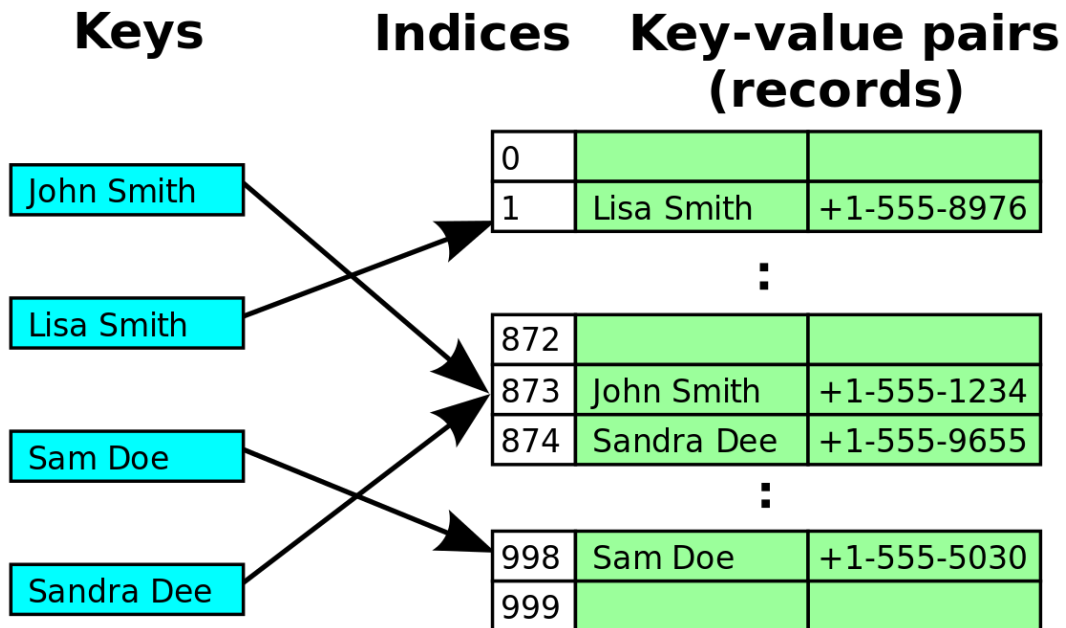 Keys
Indices
Key-value pairs
(records)
John Smith
Lisa Smith
Sam Doe
Sandra Dee
0
1 Lisa Smith +1-555-8976
:
872
873 John Smith +1-555-1234
874 Sandra Dee +1-555-9655
:
998 Sam Doe +1-555-5030
999